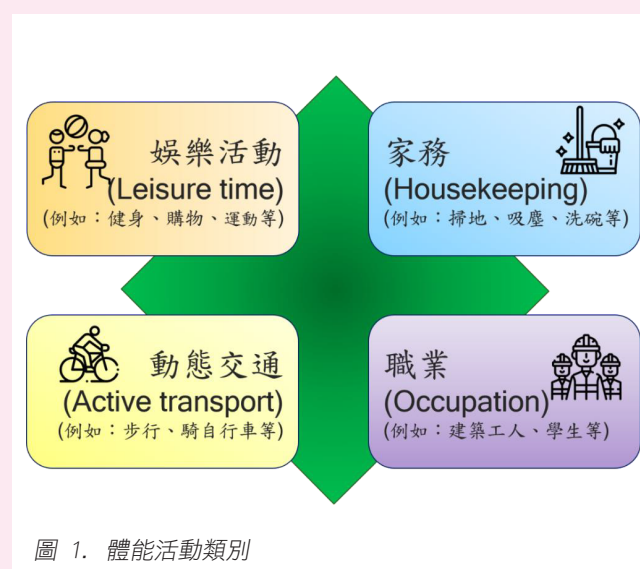 娛樂活動
(Leisure time)
(例如：健身、購物、運動等)
家務
(Housekeeping)
(例如：掃地、吸塵、洗碗等)
動態交通
(Active transport)
(例如：步行、騎自行車等)
職業
(Occupation)
(例如：建築工人、學生等)
圖 1. 體能活動類別